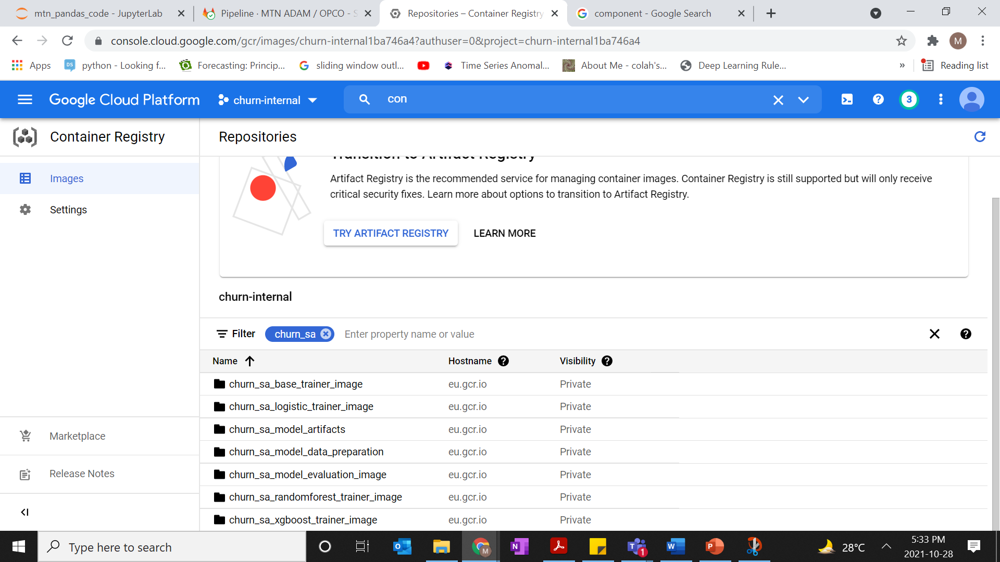 mtn_pandas_code - JupyterLab
Pipeline · MTN ADAM / OPCO - S
Repositories – Container Registry
component - Google Search
console.cloud.google.com/gcr/images/churn-internal1ba746a4?authuser=0&project=churn-internal1ba746a4
M
Apps
DS
python - Looking f...
Forecasting: Princip...
sliding window outl...
Time Series Anomal...
About Me - colah's...
Deep Learning Rule...
»
Reading list
Google Cloud Platform
churn-internal
con
3
Container Registry
Repositories
Transition to Artifact Registry
Images
Artifact Registry is the recommended service for managing container images. Container Registry is still supported but will only receive
critical security fixes. Learn more about options to transition to Artifact Registry.
Settings
TRY ARTIFACT REGISTRY
LEARN MORE
churn-internal
Filter
churn_sa
Enter property name or value
Name
Hostname
Visibility
churn_sa_base_trainer_image eu.gcr.io Private
churn_sa_logistic_trainer_image eu.gcr.io Private
churn_sa_model_artifacts eu.gcr.io Private
churn_sa_model_data_preparation eu.gcr.io Private
churn_sa_model_evaluation_image eu.gcr.io Private
churn_sa_randomforest_trainer_image eu.gcr.io Private
churn_sa_xgboost_trainer_image eu.gcr.io Private
Marketplace
Release Notes
Type here to search
28°C
5:33 PM
2021-10-28